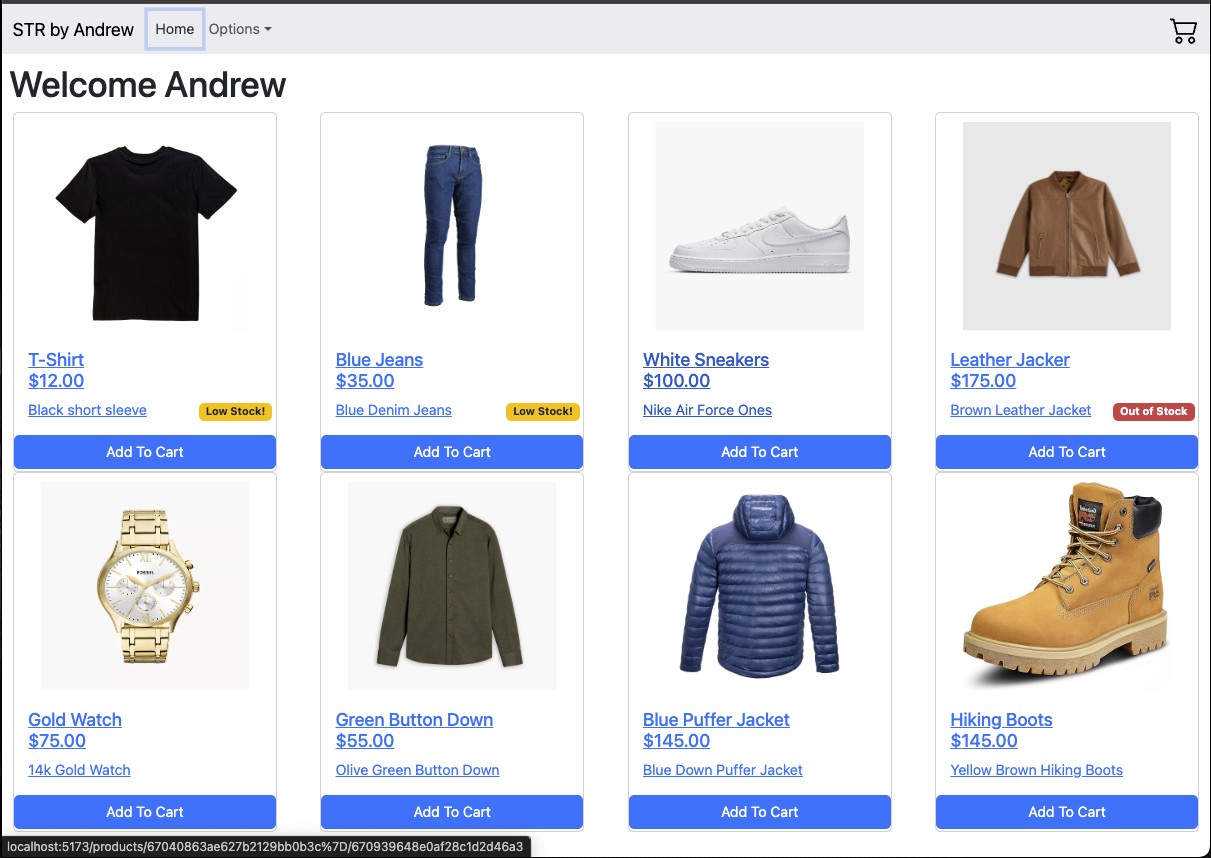 STR by Andrew Home Options
Welcome Andrew
T-Shirt
$12.00
Black short sleeve Low Stock!
Add To Cart
Blue Jeans
$35.00
Blue Denim Jeans Low Stock!
Add To Cart
White Sneakers
$100.00
Nike Air Force Ones
Add To Cart
Leather Jacker
$175.00
Brown Leather Jacket Out of Stock
Add To Cart
FOSSIL
Gold Watch
$75.00
14k Gold Watch
Add To Cart
Green Button Down
$55.00
Olive Green Button Down
Add To Cart
Blue Puffer Jacket
$145.00
Blue Down Puffer Jacket
Add To Cart
Hiking Boots
$145.00
Yellow Brown Hiking Boots
Add To Cart
localhost:5173/products/67040863ae627b2129bb0b3c%7D/670939648e0af28c1d2d46a3